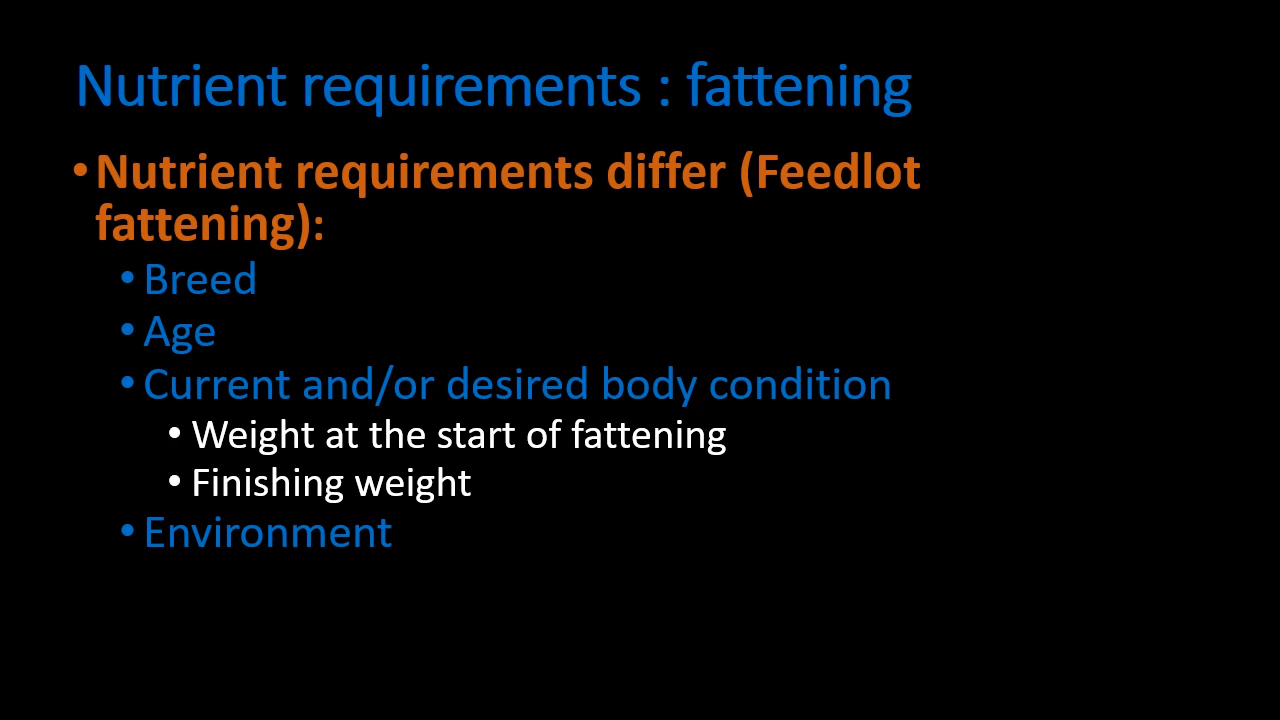 Nutrient requirements : fattening
•Nutrient requirements differ (Feedlot
fattening):
•Breed
•Age
•Current and/or desired body condition
•Weight at the start of fattening
•Finishing weight
•Environment